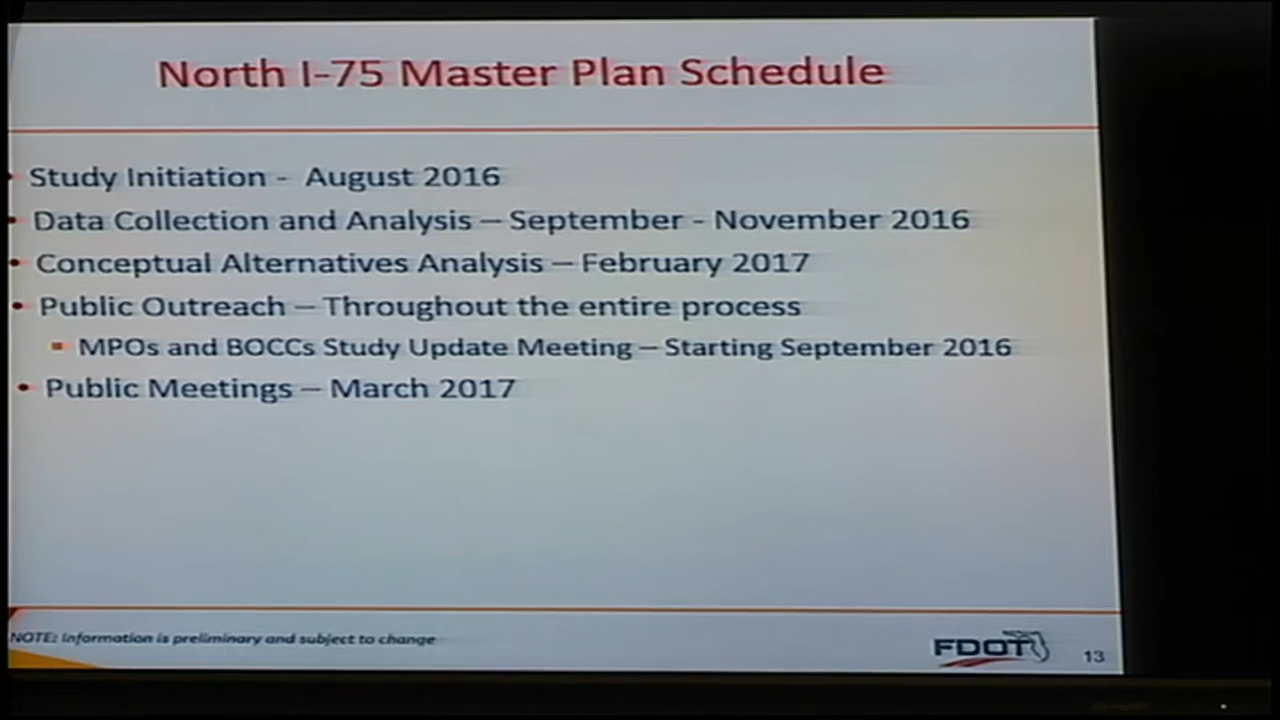 North I-75 Master Plan Schedule
• Study Initiation - August 2016
• Data Collection and Analysis – September - November 2016
• Conceptual Alternatives Analysis – February 2017
• Public Outreach – Throughout the entire process
▪ MPOs and BOCCs Study Update Meeting – Starting September 2016
• Public Meetings – March 2017
NOTE: Information is preliminary and subject to change
FDOT
13